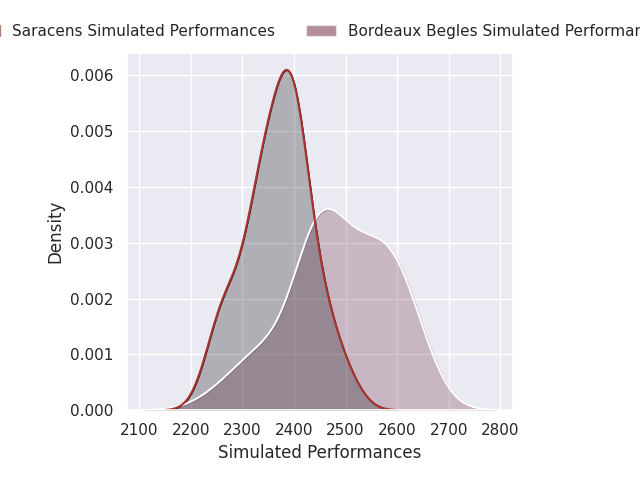 Saracens Simulated Performances
Bordeaux Begles Simulated
0.006
0.005
0.004
0.003
0.002
0.001
0.000
Density
2100 2200 2300 2400 2500 2600 2700 2800
Simulated Performances